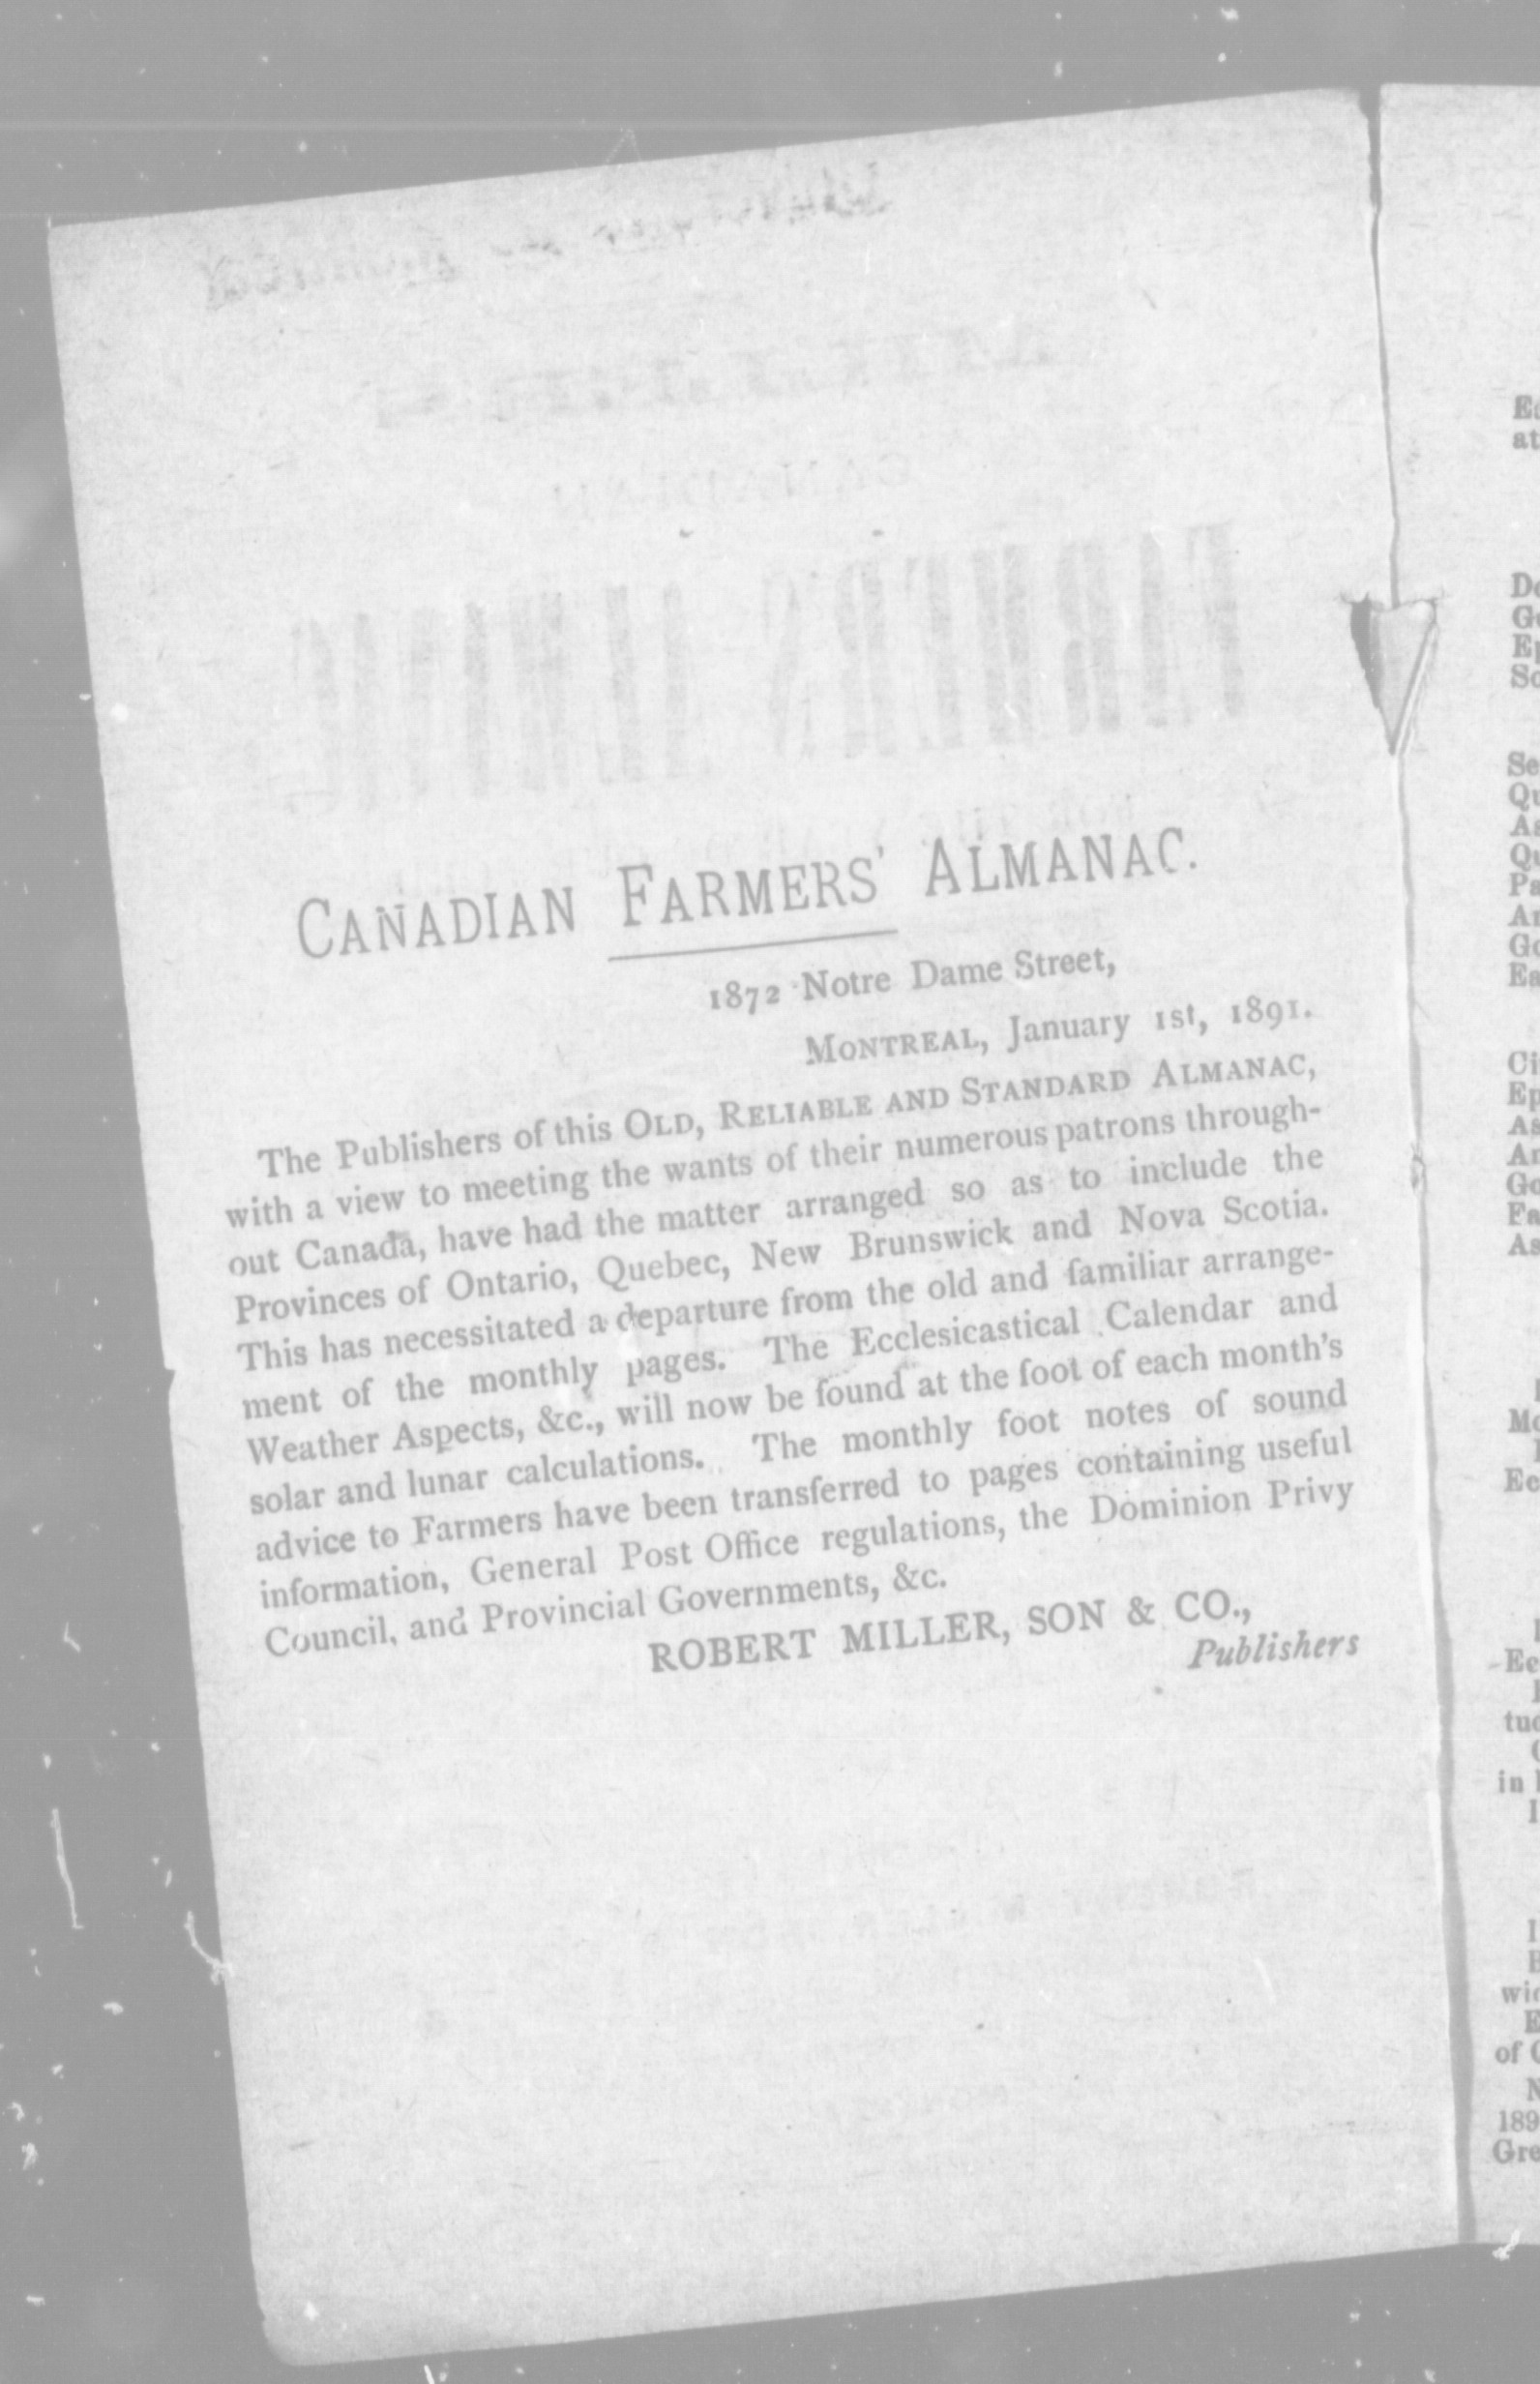 CANADIAN FARMERS' ALMANAC.
1872 Notre Dame Street,
MONTREAL, January 1st, 1891.
The Publishers of this OLD, RELIABLE AND STANDARD ALMANAC,
with a view to meeting the wants of their numerous patrons through-
out Canada, have had the matter arranged so as to include the
Provinces of Ontario, Quebec, New Brunswick and Nova Scotia.
This has necessitated a departure from the old and familiar arrange-
ment of the monthly pages. The Ecclesicastical Calendar and
Weather Aspects, &c., will now be found at the foot of each month's
solar and lunar calculations. The monthly foot notes of sound
advice to Farmers have been transferred to pages containing useful
information, General Post Office regulations, the Dominion Privy
Council, and Provincial Governments, &c.
ROBERT MILLER, SON & CO.,
Publishers